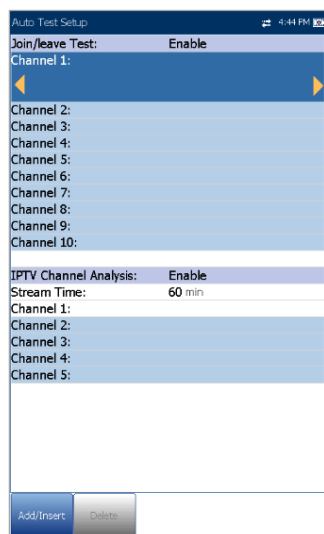 Auto Test Setup 4:44 PM
Join/leave Test: Enable
Channel 1:
Channel 2:
Channel 3:
Channel 4:
Channel 5:
Channel 6:
Channel 7:
Channel 8:
Channel 9:
Channel 10:
IPTV Channel Analysis: Enable
Stream Time: 60 min
Channel 1:
Channel 2:
Channel 3:
Channel 4:
Channel 5:
Add/Insert Delete